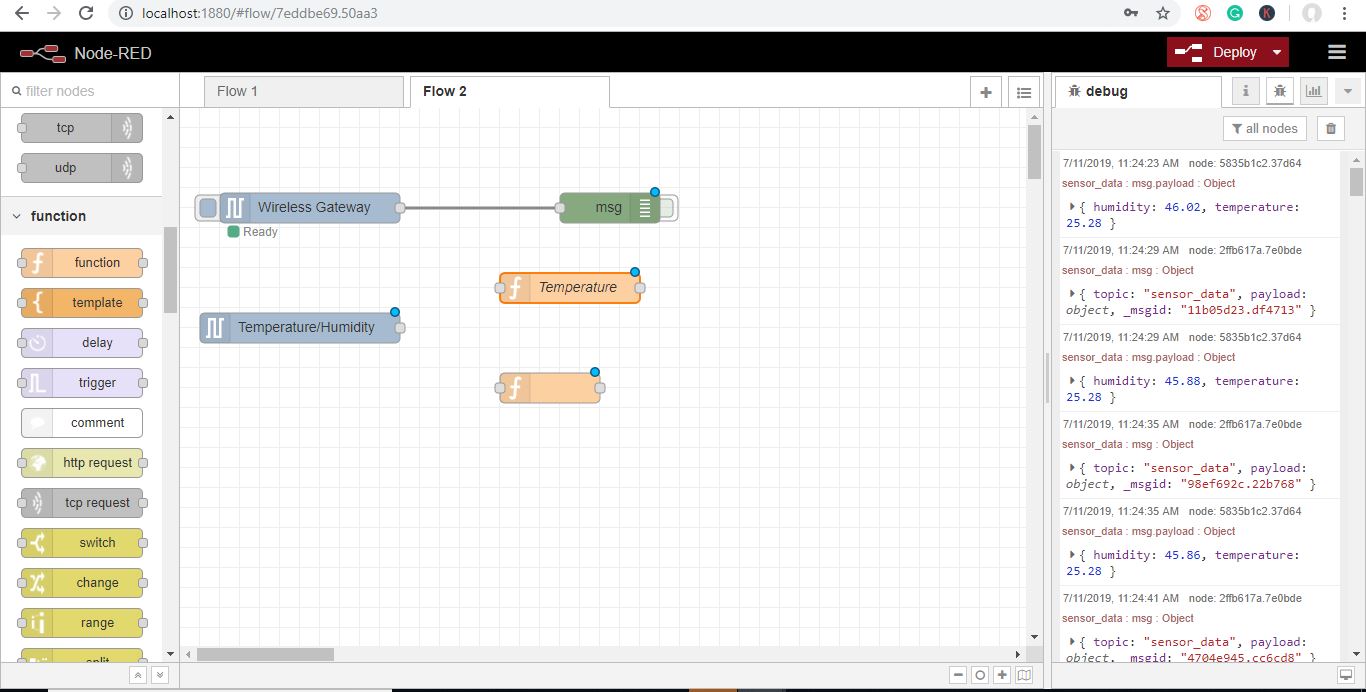 localhost:1880/#flow/7eddbe69.50aa3
Node-RED
Deploy
filter nodes
tcp
udp
function
function
template
delay
trigger
comment
http request
tcp request
switch
change
range
split
Flow 1
Flow 2
Wireless Gateway
Ready
msg
Temperature
Temperature/Humidity
debug
all nodes
7/11/2019, 11:24:23 AM node: 5835b1c2.37d64
sensor_data : msg.payload : Object
{ humidity: 46.02, temperature:
25.28 }
7/11/2019, 11:24:29 AM node: 2ffb617a.7e0bde
sensor_data : msg : Object
{ topic: "sensor_data", payload:
object, _msgid: "11b05d23.df4713" }
7/11/2019, 11:24:29 AM node: 5835b1c2.37d64
sensor_data : msg.payload : Object
{ humidity: 45.88, temperature:
25.28 }
7/11/2019, 11:24:35 AM node: 2ffb617a.7e0bde
sensor_data : msg : Object
{ topic: "sensor_data", payload:
object, _msgid: "98ef692c.22b768" }
7/11/2019, 11:24:35 AM node: 5835b1c2.37d64
sensor_data : msg.payload : Object
{ humidity: 45.86, temperature:
25.28 }
7/11/2019, 11:24:41 AM node: 2ffb617a.7e0bde
sensor_data : msg : Object
{ topic: "sensor_data", payload:
object, _msgid: "4704e945.cc6cd8" }